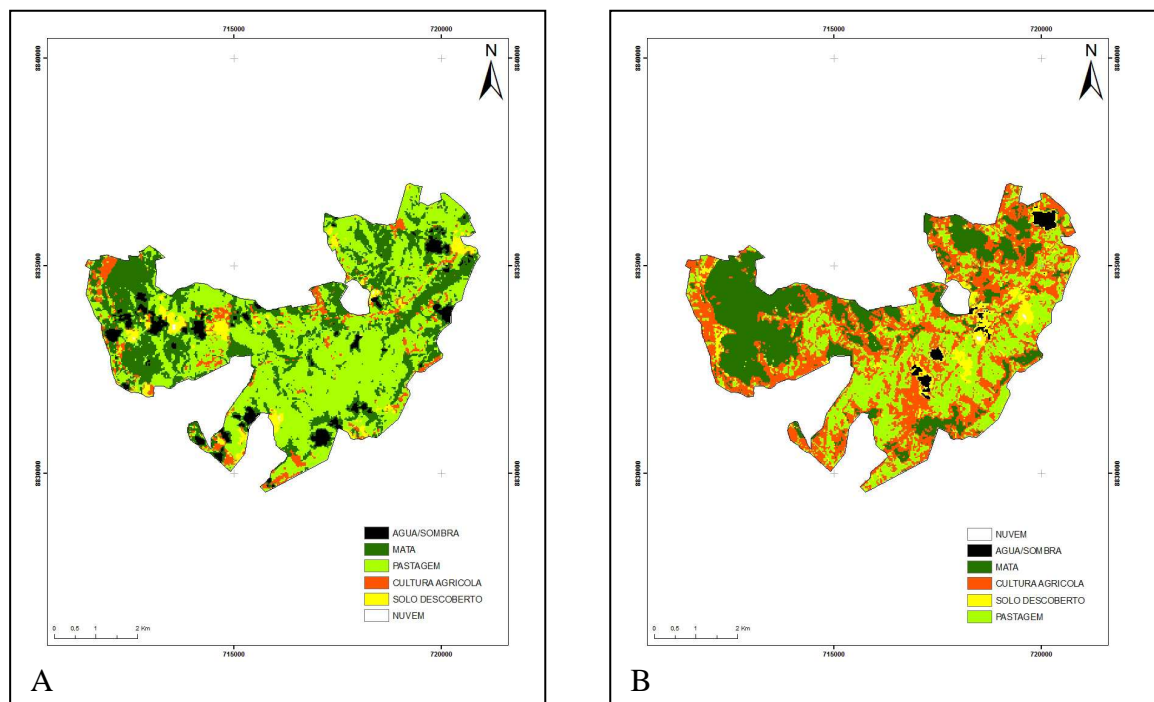 715000 720000
8840000 8840000
N
8835000 8835000
8830000 8830000
AGUA/SOMBRA
MATA
PASTAGEM
CULTURA AGRICOLA
SOLO DESCOBERTO
NUVEM
0 0,5 1 2 Km
715000 720000
A
715000 720000
8840000 8840000
N
8835000 8835000
8830000 8830000
NUVEM
AGUA/SOMBRA
MATA
CULTURA AGRICOLA
SOLO DESCOBERTO
PASTAGEM
0 0,5 1 2 Km
715000 720000
B